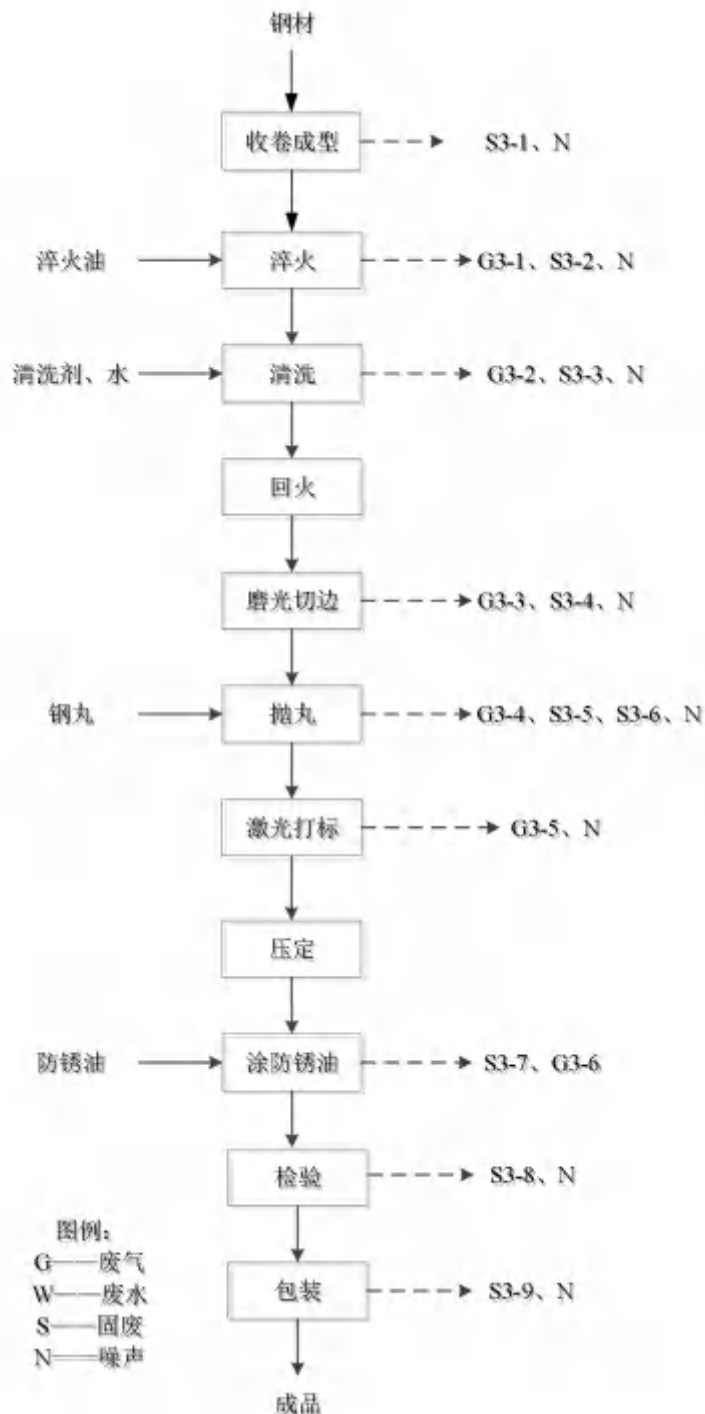 钢材
收卷成型 S3-1、N
淬火油 淬火 G3-1、S3-2、N
清洗剂、水 清洗 G3-2、S3-3、N
回火
磨光切边 G3-3、S3-4、N
钢丸 抛丸 G3-4、S3-5、S3-6、N
激光打标 G3-5、N
压定
防锈油 涂防锈油 S3-7、G3-6
检验 S3-8、N
包装 S3-9、N
成品
图例：
G——废气
W——废水
S——固废
N——噪声